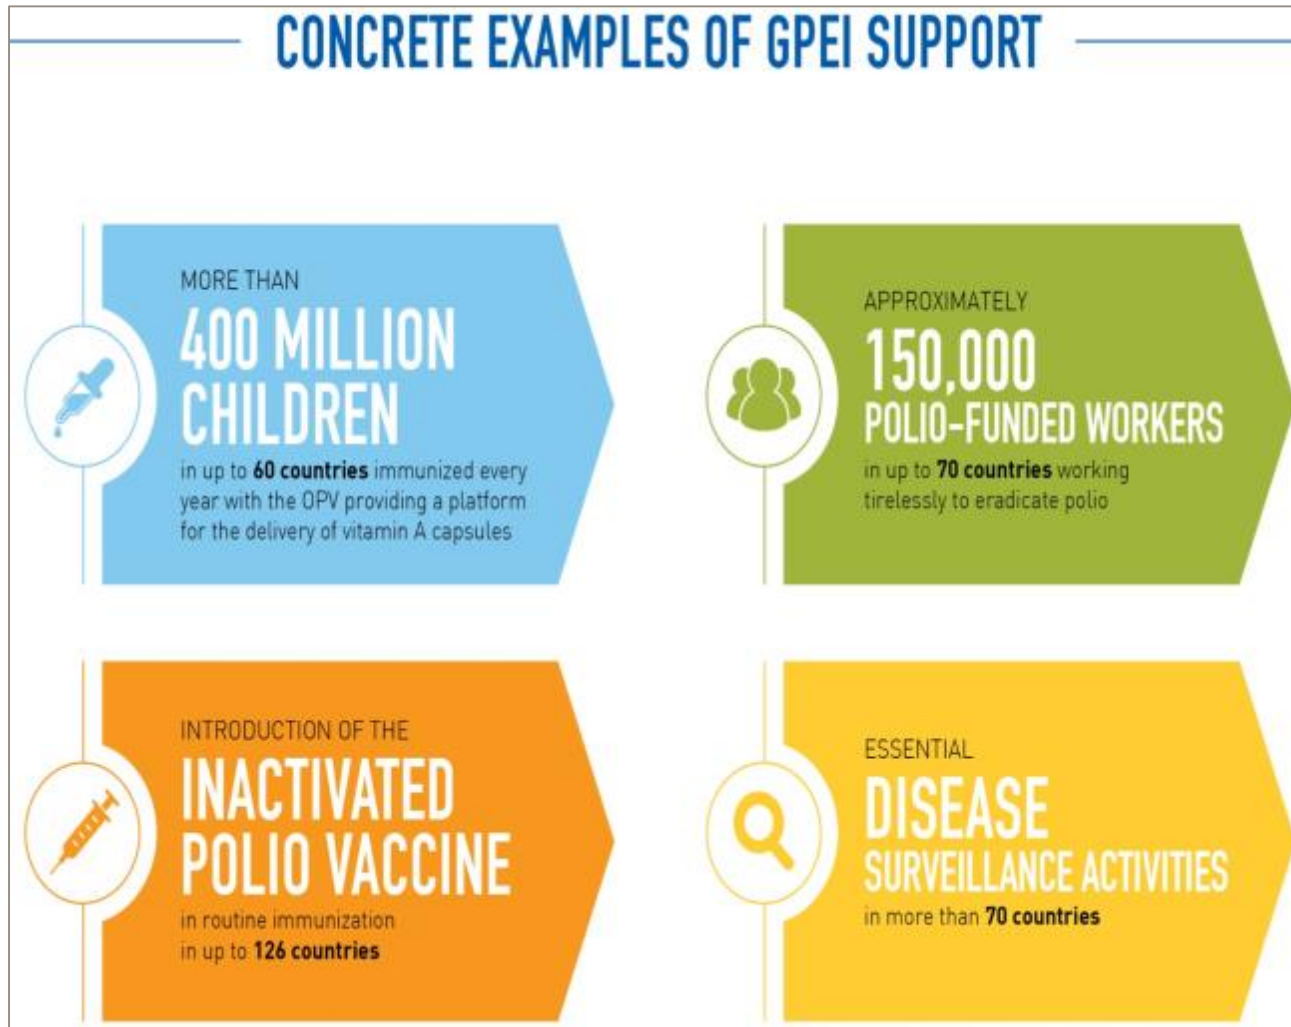 CONCRETE EXAMPLES OF GPEI SUPPORT
MORE THAN
400 MILLION
CHILDREN
in up to 60 countries immunized every
year with the OPV providing a platform
for the delivery of vitamin A capsules
APPROXIMATELY
150,000
POLIO-FUNDED WORKERS
in up to 70 countries working
tirelessly to eradicate polio
INTRODUCTION OF THE
INACTIVATED
POLIO VACCINE
in routine immunization
in up to 126 countries
ESSENTIAL
DISEASE
SURVEILLANCE ACTIVITIES
in more than 70 countries